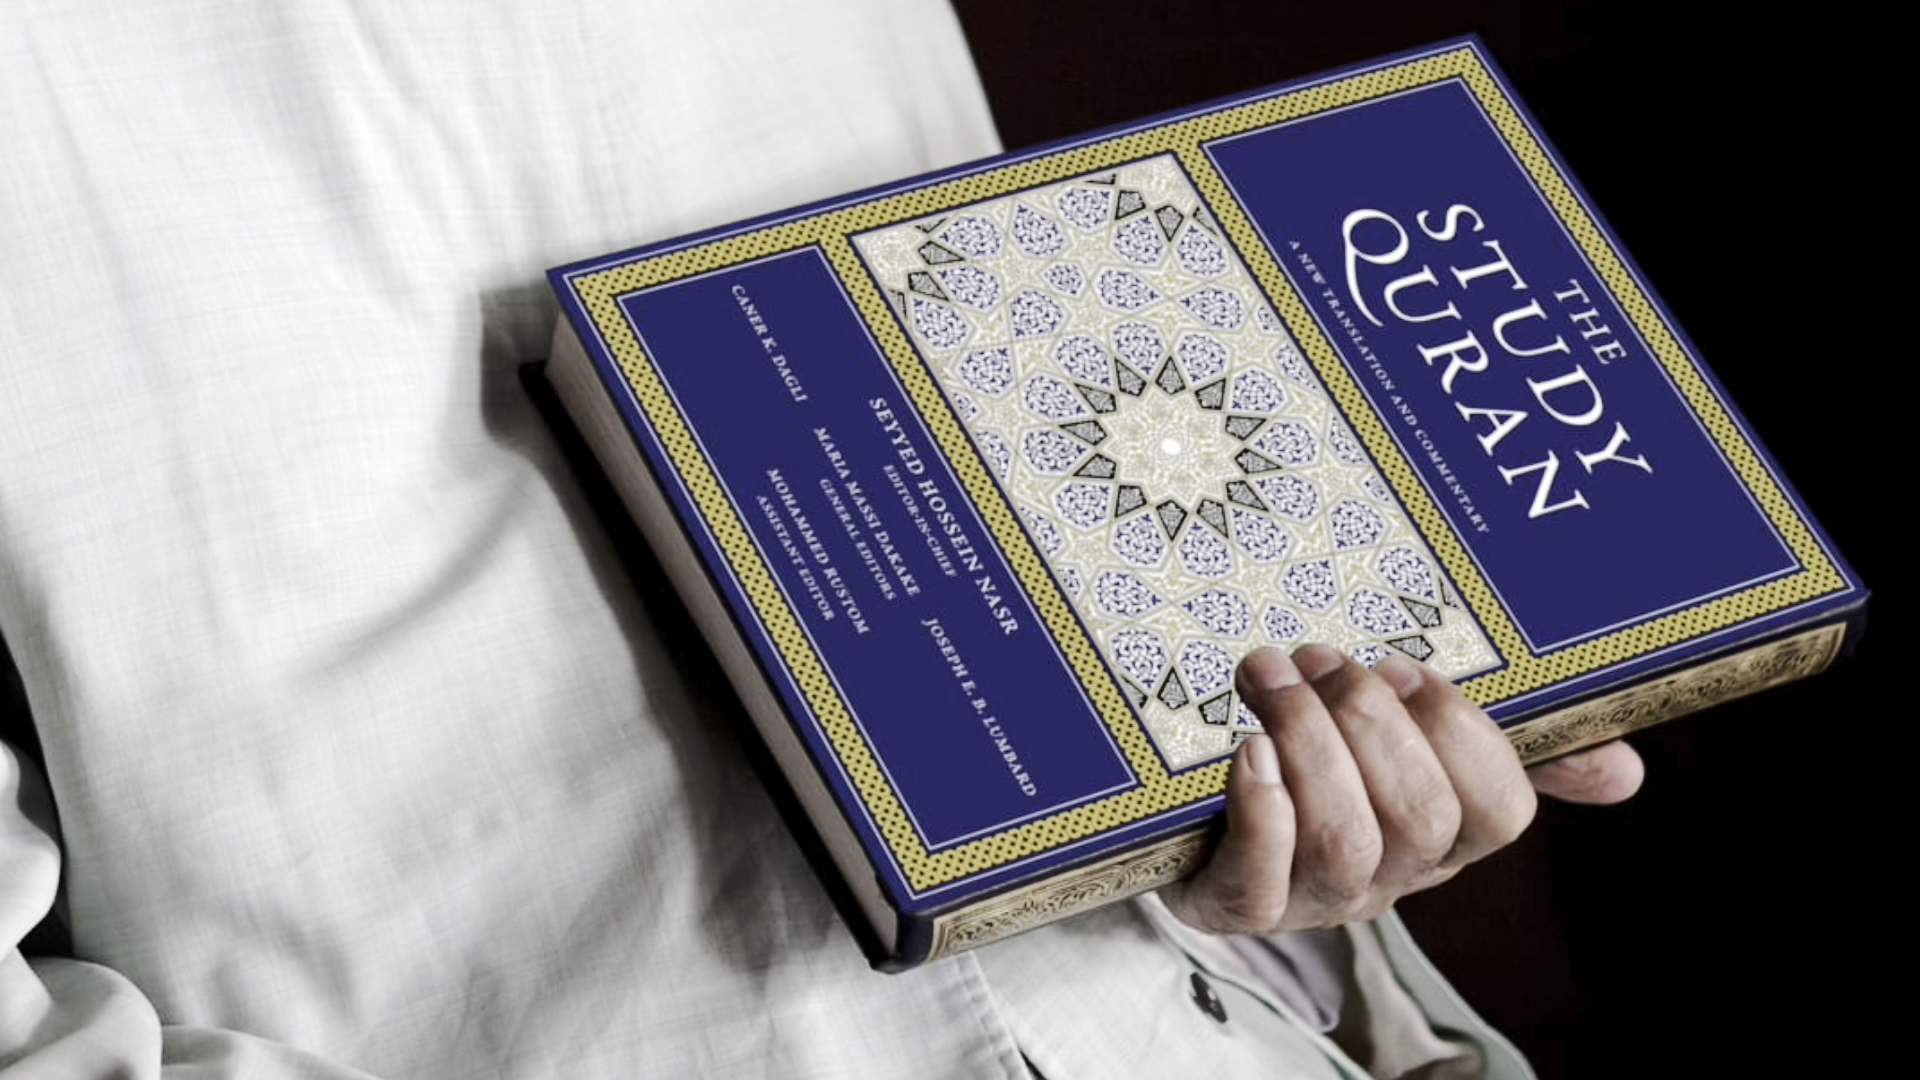 THE
STUDY
QURAN
A NEW TRANSLATION AND COMMENTARY
SEYYED HOSSEIN NASR
EDITOR-IN-CHIEF
CANER K. DAGLI
MARIA MASSI DAKAKE
JOSEPH E. B. LUMBARD
GENERAL EDITORS
MOHAMMED RUSTOM
ASSISTANT EDITOR